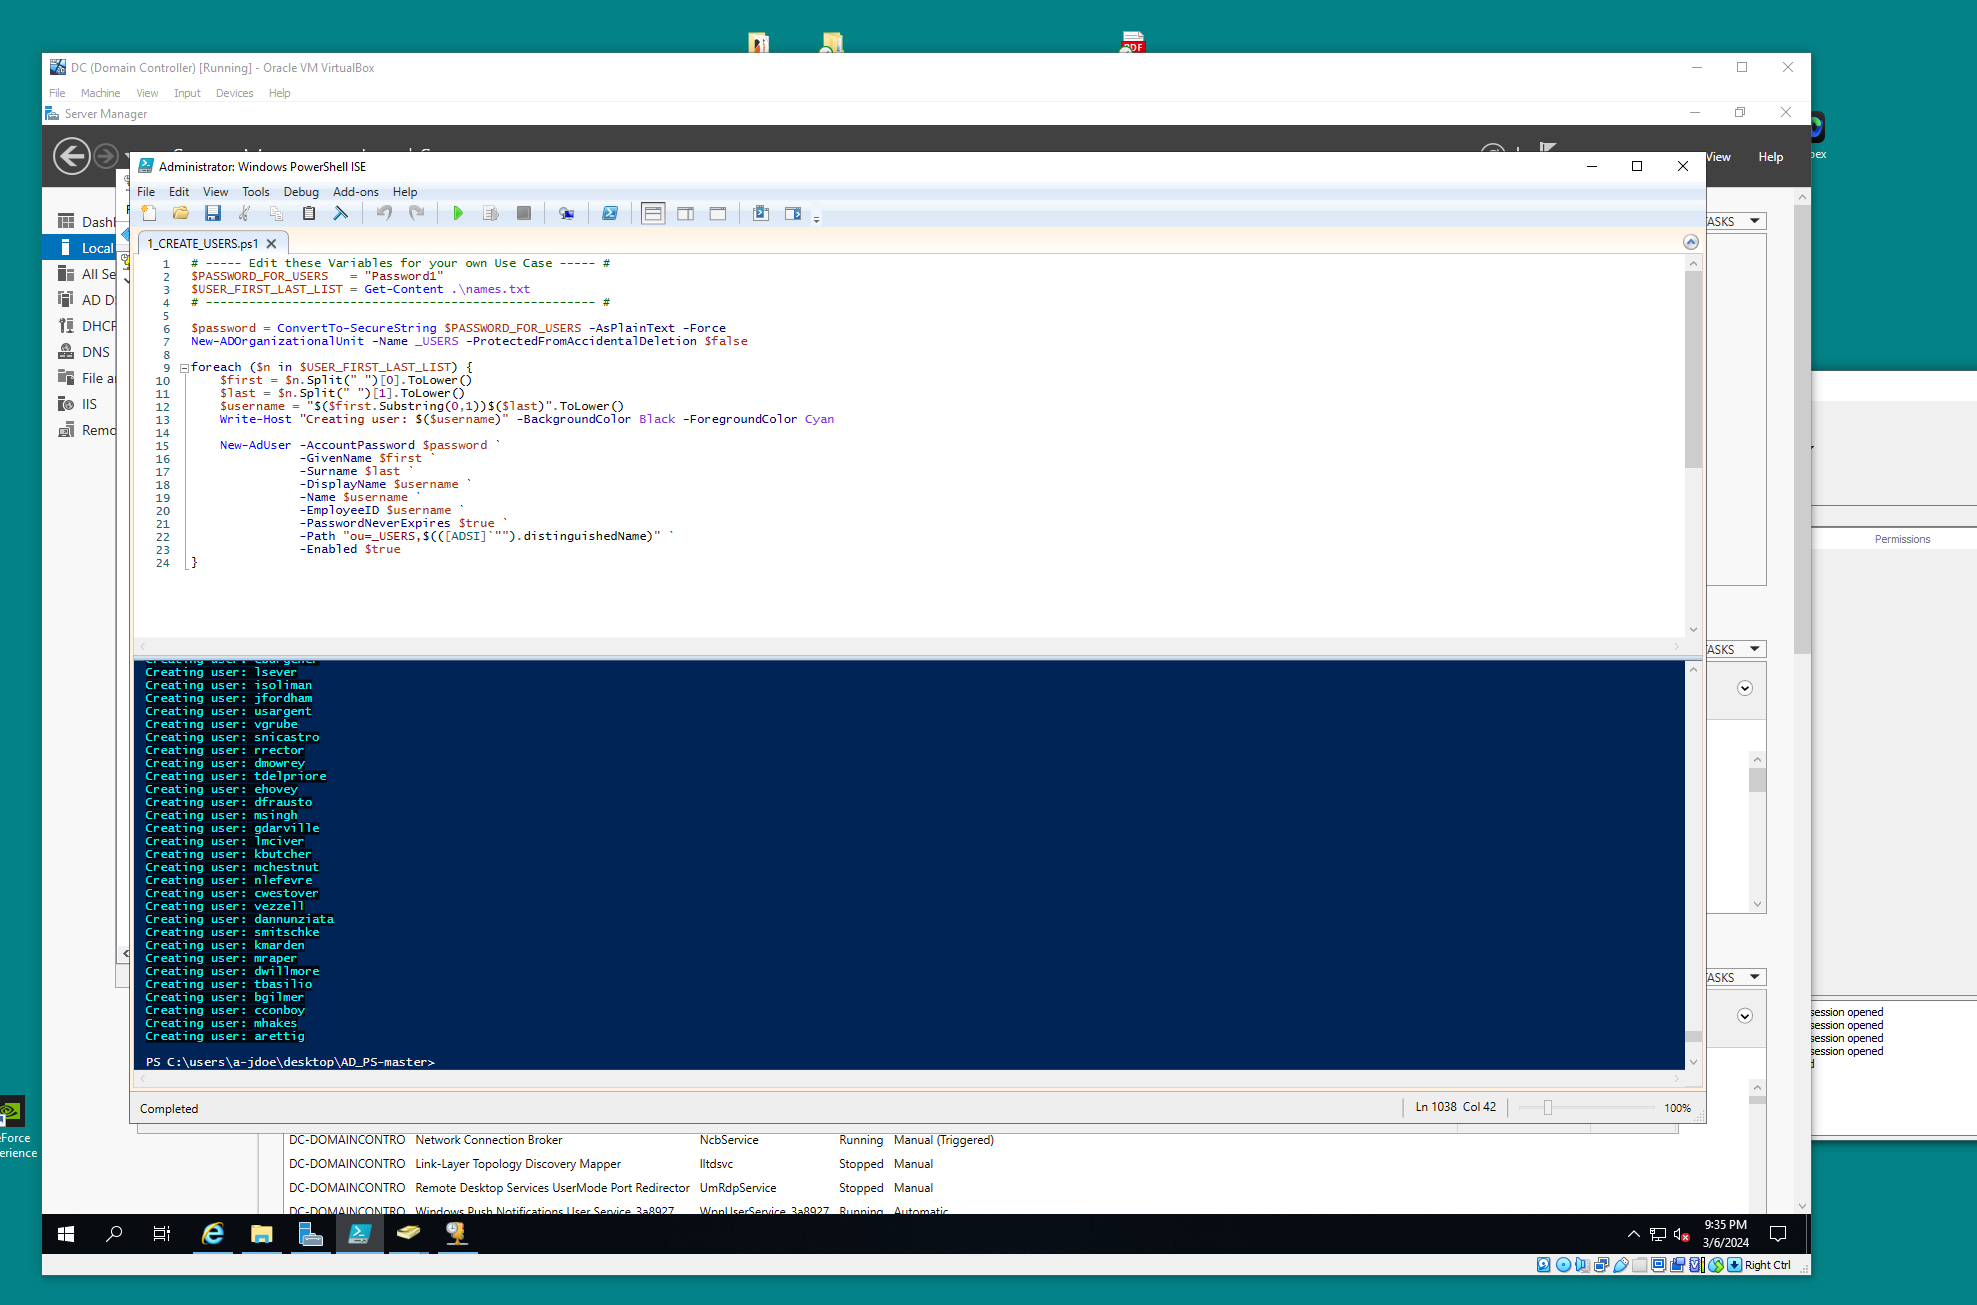 DC (Domain Controller) [Running] - Oracle VM VirtualBox
File Machine View Input Devices Help
Server Manager
View Help
Administrator: Windows PowerShell ISE
File Edit View Tools Debug Add-ons Help
1_CREATE_USERS.ps1
1 # ----- Edit these Variables for your own Use Case ----- #
2 $PASSWORD_FOR_USERS   = "Password1"
3 $USER_FIRST_LAST_LIST = Get-Content .\names.txt
4 # ------------------------------------------------------ #
5
6 $password = ConvertTo-SecureString $PASSWORD_FOR_USERS -AsPlainText -Force
7 New-ADOrganizationalUnit -Name _USERS -ProtectedFromAccidentalDeletion $false
8
9 foreach ($n in $USER_FIRST_LAST_LIST) {
10     $first = $n.Split(" ")[0].ToLower()
11     $last = $n.Split(" ")[1].ToLower()
12     $username = "$($first.Substring(0,1))$($last)".ToLower()
13     Write-Host "Creating user: $($username)" -BackgroundColor Black -ForegroundColor Cyan
14
15     New-AdUser -AccountPassword $password `
16                -GivenName $first `
17                -Surname $last `
18                -DisplayName $username `
19                -Name $username `
20                -EmployeeID $username `
21                -PasswordNeverExpires $true `
22                -Path "ou=_USERS,$(([ADSI]`"").distinguishedName)" `
23                -Enabled $true
24 }
Creating user: lsever
Creating user: isoliman
Creating user: jfordham
Creating user: usargent
Creating user: vgrube
Creating user: snicastro
Creating user: rrector
Creating user: dmowrey
Creating user: tdelpriore
Creating user: ehovey
Creating user: dfrausto
Creating user: msingh
Creating user: gdarville
Creating user: lmciver
Creating user: kbutcher
Creating user: mchestnut
Creating user: nlefevre
Creating user: cwestover
Creating user: vezzell
Creating user: dannunziata
Creating user: smitschke
Creating user: kmarden
Creating user: mraper
Creating user: dwillmore
Creating user: tbasilio
Creating user: bgilmer
Creating user: cconboy
Creating user: mhakes
Creating user: arettig
PS C:\users\a-jdoe\desktop\AD_PS-master>
Completed
Ln 1038 Col 42
100%
Dash
Local
All Se
AD D
DHCP
DNS
File a
IIS
Remo
ASKS
ASKS
ASKS
DC-DOMAINCONTRO Network Connection Broker NcbService Running Manual (Triggered)
DC-DOMAINCONTRO Link-Layer Topology Discovery Mapper lltdsvc Stopped Manual
DC-DOMAINCONTRO Remote Desktop Services UserMode Port Redirector UmRdpService Stopped Manual
DC-DOMAINCONTRO Windows Push Notifications User Service_3a8927 WpnUserService_3a8927 Running Automatic
9:35 PM
3/6/2024
Right Ctrl
Permissions
session opened
session opened
session opened
session opened
PDF
eForce
erience